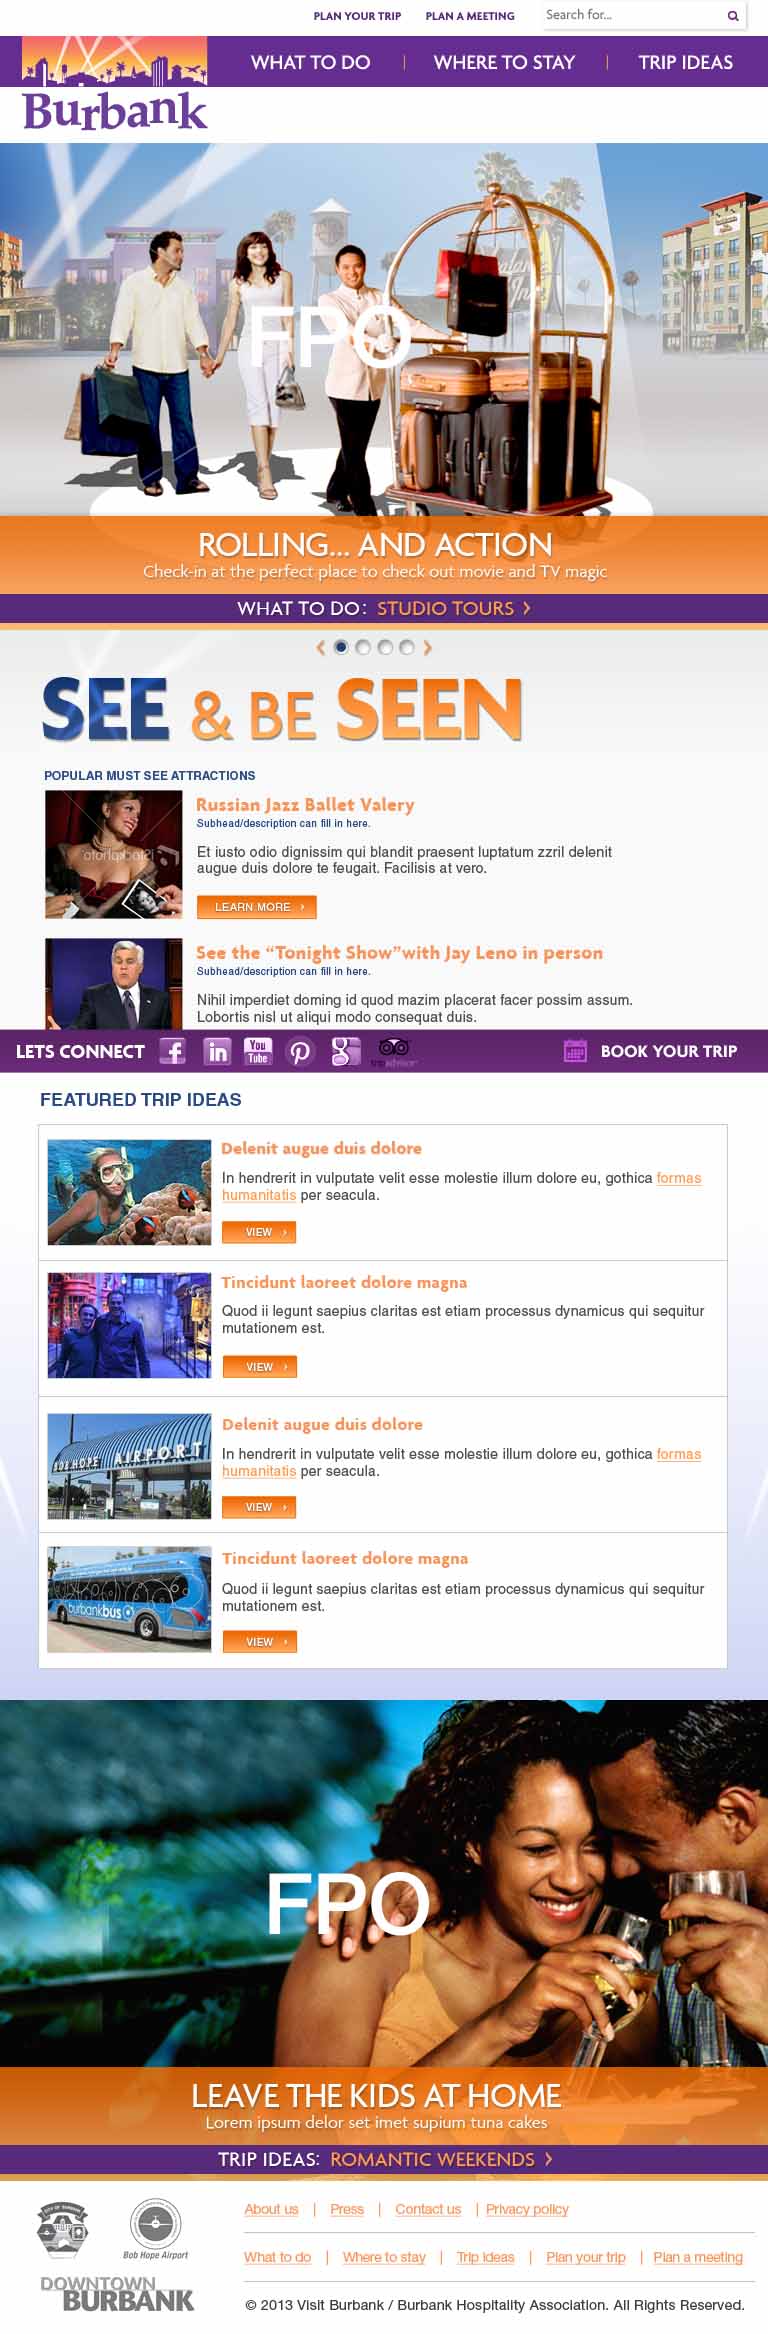 PLAN YOUR TRIP PLAN A MEETING Search for...
WHAT TO DO | WHERE TO STAY | TRIP IDEAS
Burbank
FPO
ROLLING... AND ACTION
Check-in at the perfect place to check out movie and TV magic
WHAT TO DO: STUDIO TOURS
SEE & BE SEEN
POPULAR MUST SEE ATTRACTIONS
Russian Jazz Ballet Valery
Subhead/description can fill in here.
Et iusto odio dignissim qui blandit praesent luptatum zzril delenit
augue duis dolore te feugait. Facilisis at vero.
LEARN MORE
See the “Tonight Show”with Jay Leno in person
Subhead/description can fill in here.
Nihil imperdiet doming id quod mazim placerat facer possim assum.
Lobortis nisl ut aliqui modo consequat duis.
LETS CONNECT f in You Tube tripadvisor BOOK YOUR TRIP
FEATURED TRIP IDEAS
Delenit augue duis dolore
In hendrerit in vulputate velit esse molestie illum dolore eu, gothica formas
humanitatis per seacula.
VIEW
Tincidunt laoreet dolore magna
Quod ii legunt saepius claritas est etiam processus dynamicus qui sequitur
mutationem est.
VIEW
BOB HOPE AIRPORT
Delenit augue duis dolore
In hendrerit in vulputate velit esse molestie illum dolore eu, gothica formas
humanitatis per seacula.
VIEW
burbankbus
Tincidunt laoreet dolore magna
Quod ii legunt saepius claritas est etiam processus dynamicus qui sequitur
mutationem est.
VIEW
FPO
LEAVE THE KIDS AT HOME
Lorem ipsum delor set imet supium tuna cakes
TRIP IDEAS: ROMANTIC WEEKENDS
About us | Press | Contact us | Privacy policy
Bob Hope Airport
What to do | Where to stay | Trip ideas | Plan your trip | Plan a meeting
DOWNTOWN
BURBANK
© 2013 Visit Burbank / Burbank Hospitality Association. All Rights Reserved.